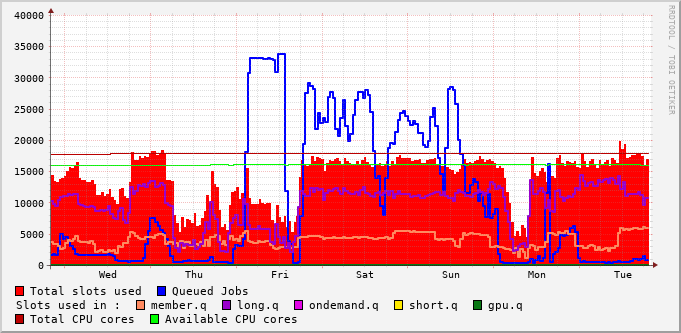 40000
35000
30000
25000
20000
15000
10000
5000
0
Wed Thu Fri Sat Sun Mon Tue
RRDTOOL / TOBI OETIKER
Total slots used Queued Jobs
Slots used in : member.q long.q ondemand.q short.q gpu.q
Total CPU cores Available CPU cores